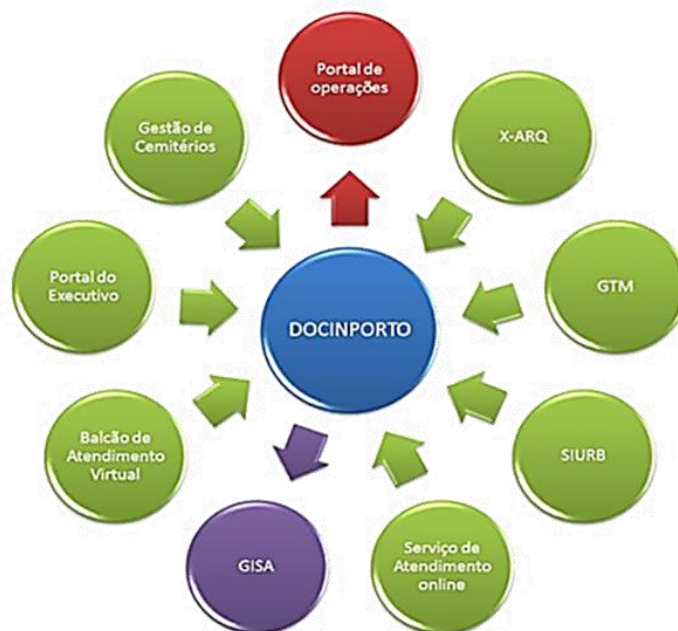 Portal de
operações
X-ARQ
GTM
SIURB
Serviço de
Atendimento
online
GISA
Balcão de
Atendimento
Virtual
Portal do
Executivo
Gestão de
Cemitérios
DOCINPORTO